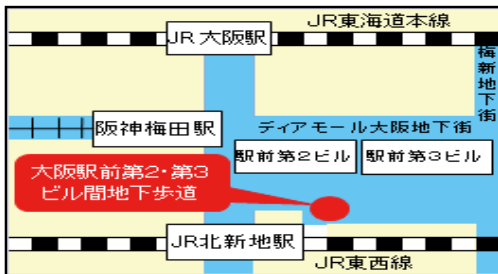 JR東海道本線
JR大阪駅
梅新地下街
阪神梅田駅
ディアモール大阪地下街
駅前第2ビル
駅前第3ビル
大阪駅前第2・第3
ビル間地下歩道
JR北新地駅
JR東西線